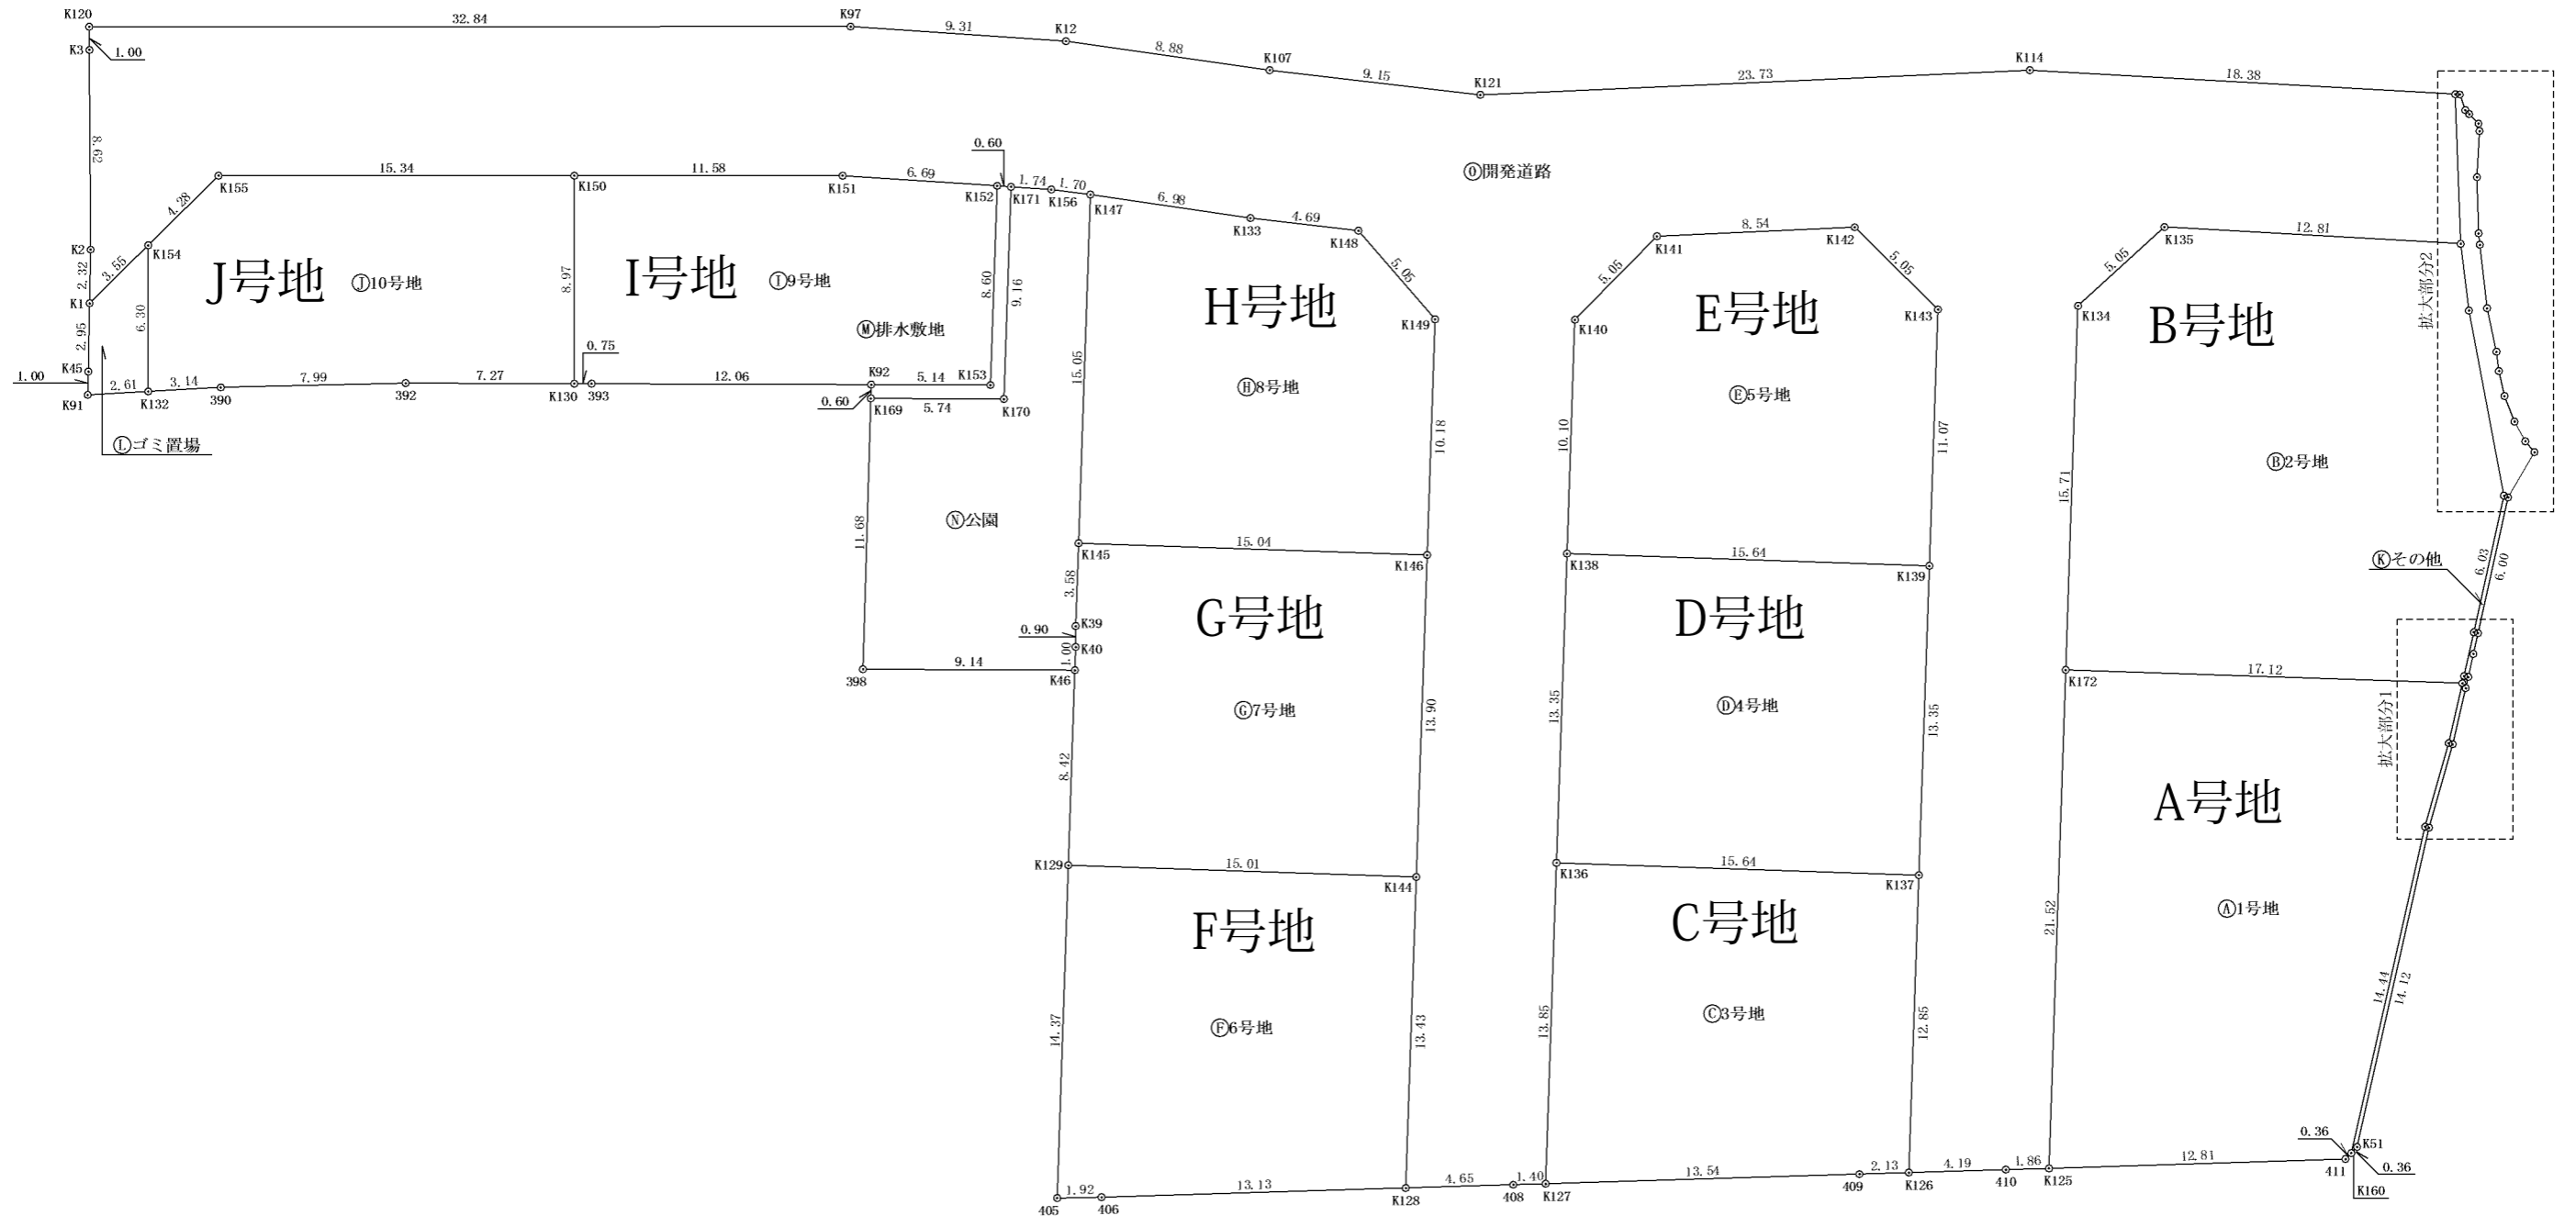 K120
32.84
K97
9.31
K12
8.88
K107
9.15
K121
23.73
K114
18.38
K3
1.00
8.62
0.60
Ⓞ開発道路
15.34
11.58
6.69
1.74
1.70
K155
K150
K151
K152
K171
K156
K147
6.98
K133
4.69
K148
5.05
K149
K141
8.54
K142
5.05
5.05
K140
K143
K135
12.81
5.05
K134
拡大部分2
4.28
K2
K154
2.32
3.55
K1
2.95
6.30
8.97
8.60
9.16
J号地
Ⓙ10号地
I号地
Ⓘ9号地
Ⓜ排水敷地
H号地
Ⓗ8号地
E号地
Ⓔ5号地
B号地
Ⓑ2号地
K45
1.00
K91
2.61
K132
3.14
390
7.99
392
7.27
K130
0.75
393
12.06
K92
5.14
K153
0.60
K169
5.74
K170
Ⓛゴミ置場
15.05
10.18
10.10
11.07
15.71
11.68
Ⓝ公園
K145
15.04
K146
K138
15.64
K139
Ⓚその他
6.03
6.00
3.58
K39
0.90
K40
1.00
K46
398
9.14
G号地
Ⓖ7号地
D号地
Ⓓ4号地
K172
17.12
拡大部分1
8.42
13.90
13.35
13.35
A号地
Ⓐ1号地
K129
15.01
K144
K136
15.64
K137
F号地
Ⓕ6号地
C号地
Ⓒ3号地
21.52
14.37
13.43
13.85
12.85
14.44
14.12
405
1.92
406
13.13
K128
4.65
408
1.40
K127
13.54
409
2.13
K126
4.19
410
1.86
K125
12.81
411
0.36
K51
0.36
K160